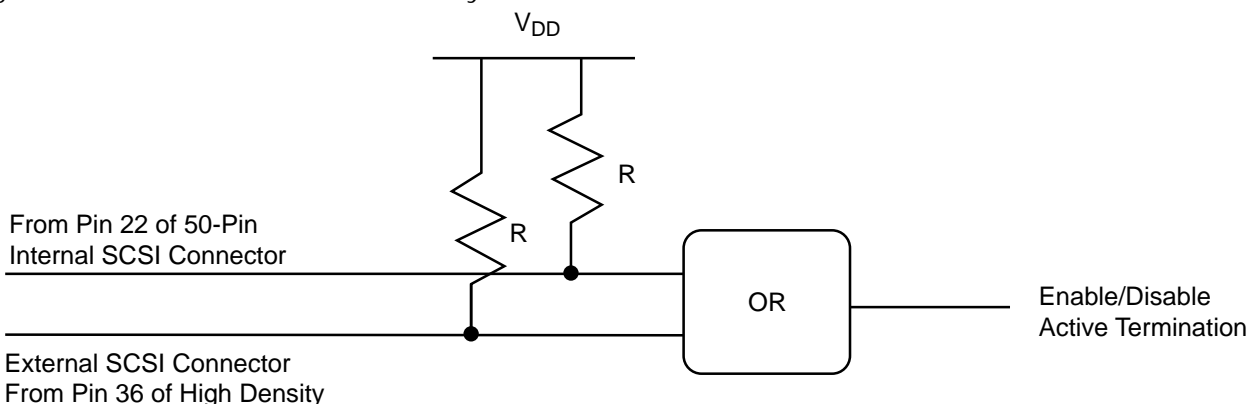 VDD
R
R
From Pin 22 of 50-Pin
Internal SCSI Connector
OR
Enable/Disable
Active Termination
External SCSI Connector
From Pin 36 of High Density